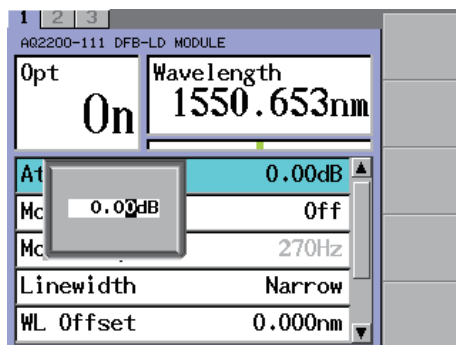 1 2 3
AQ2200-111 DFB-LD MODULE
Opt
On
Wavelength
1550.653nm
At 0.00dB
0.00dB
Mo Off
Mo 270Hz
Linewidth Narrow
WL Offset 0.000nm